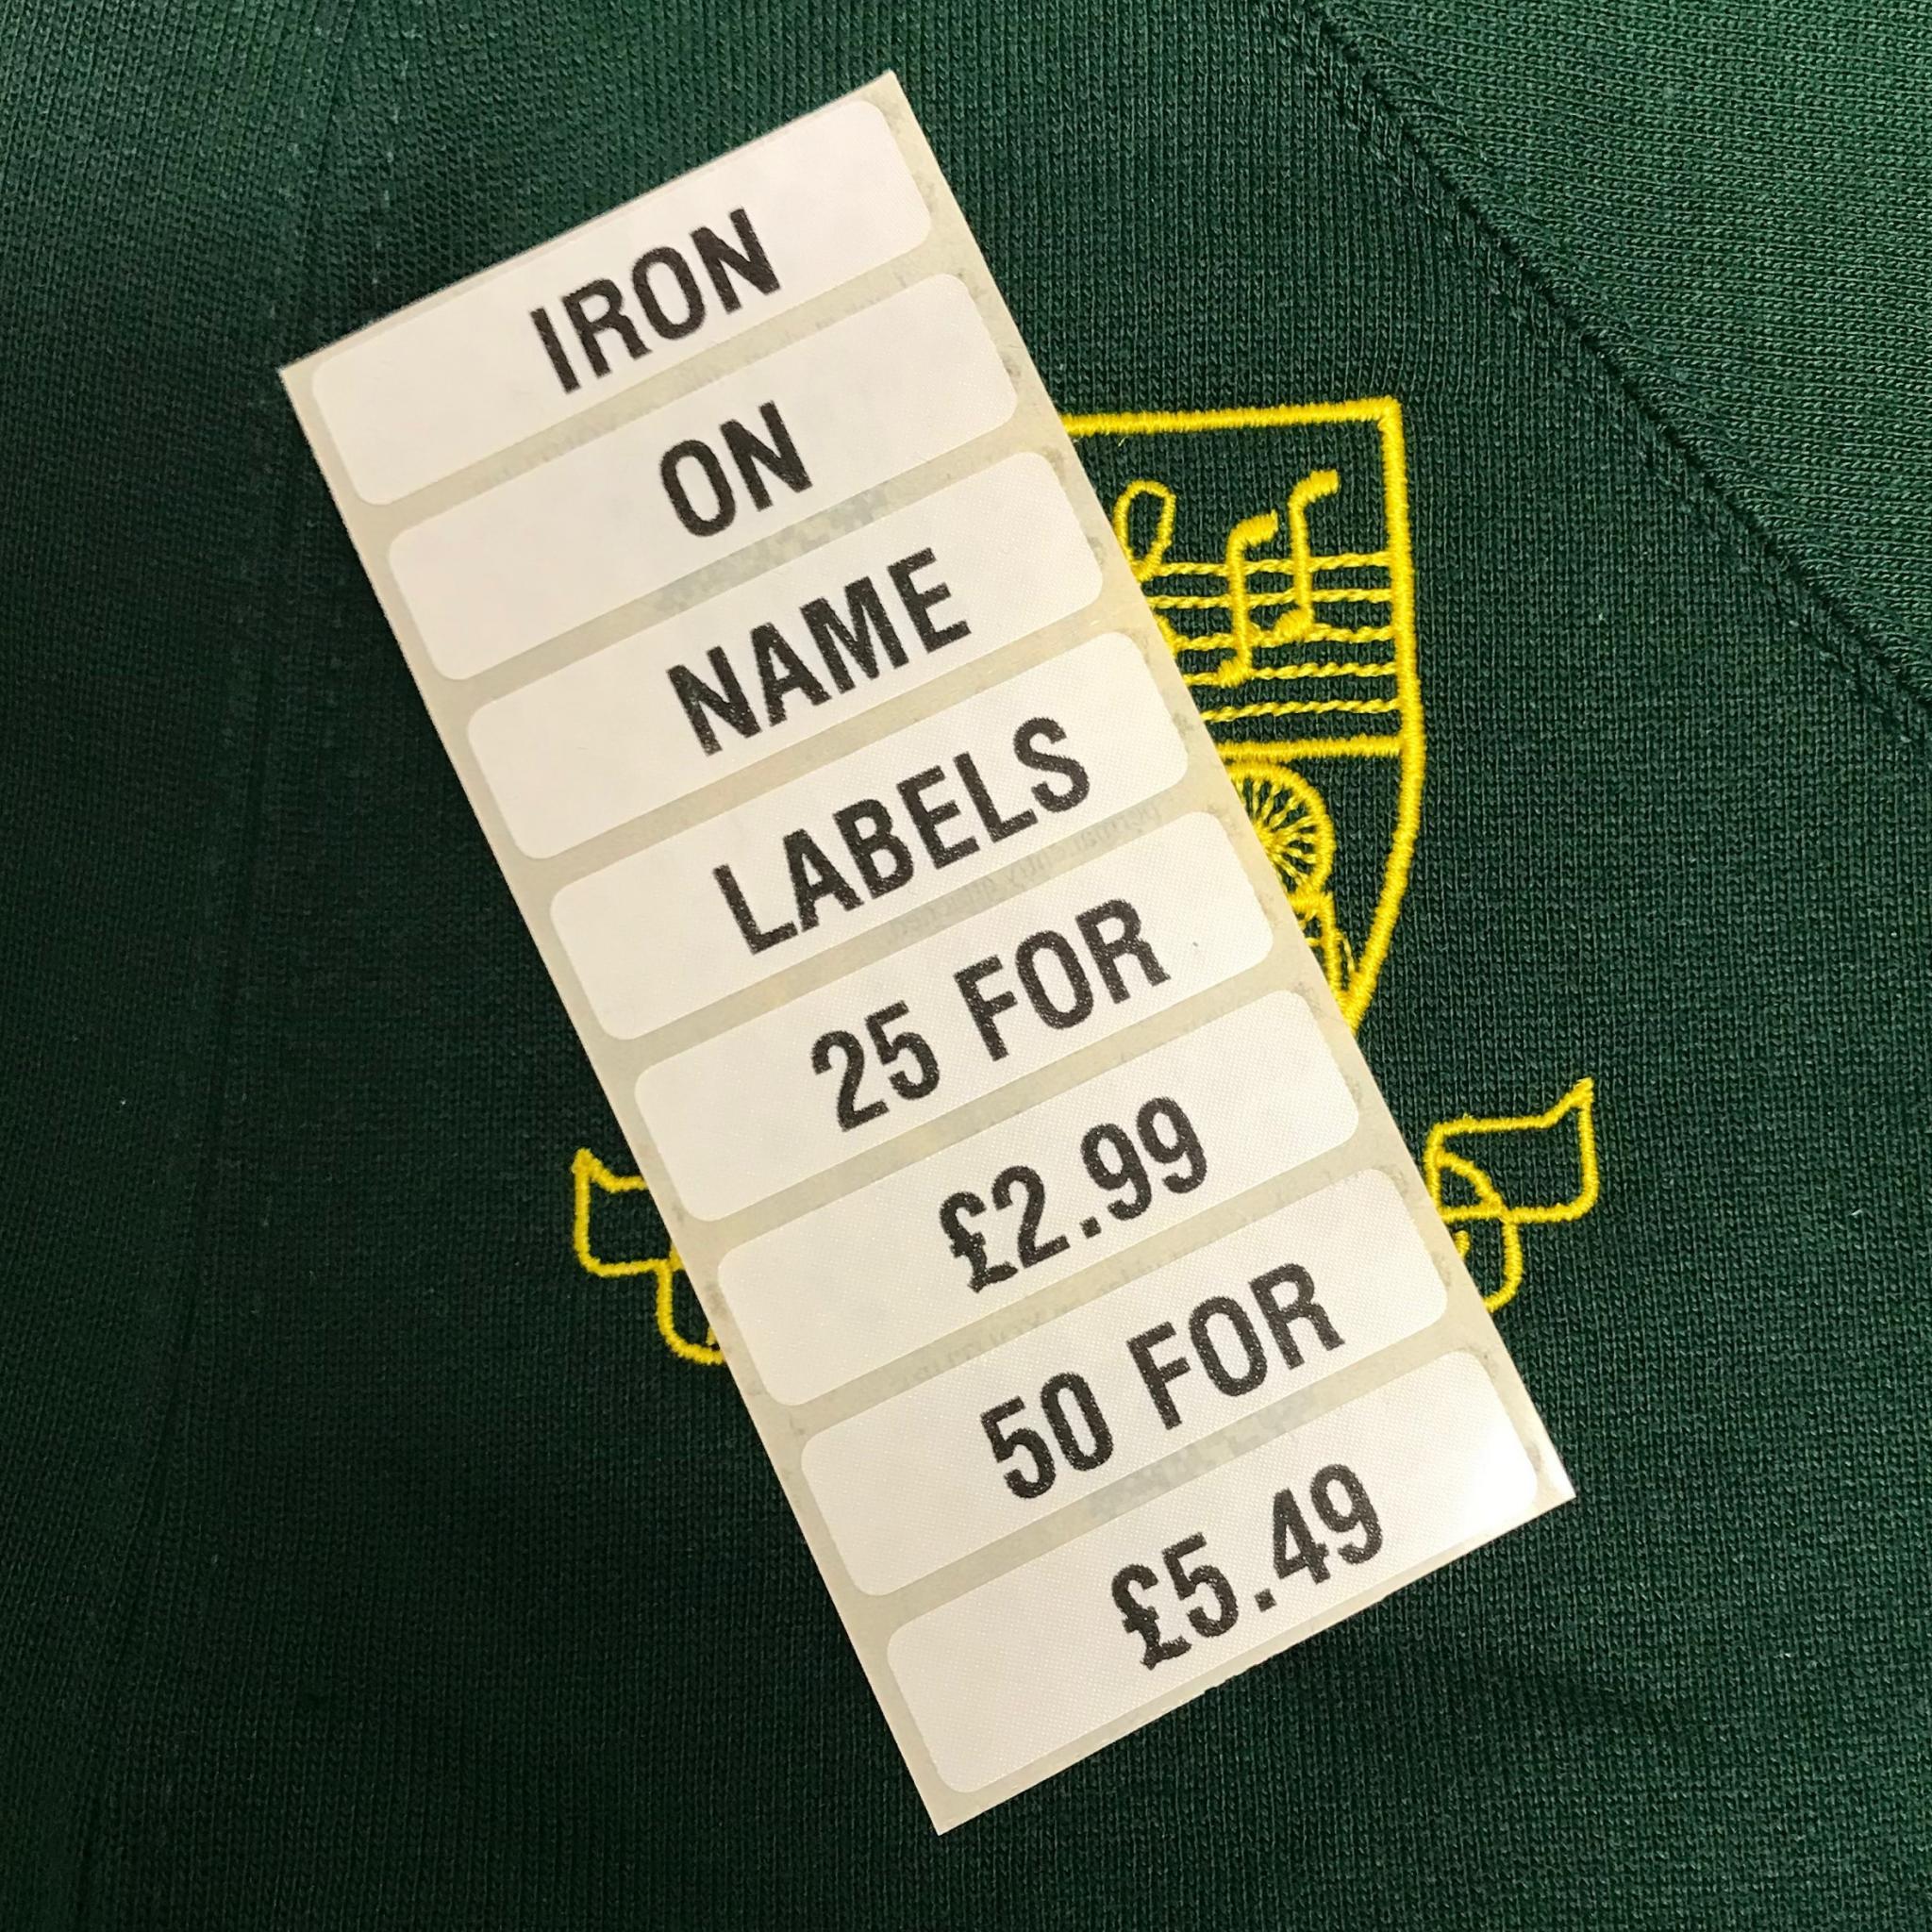 IRON
ON
NAME
LABELS
25 FOR
£2.99
50 FOR
£5.49